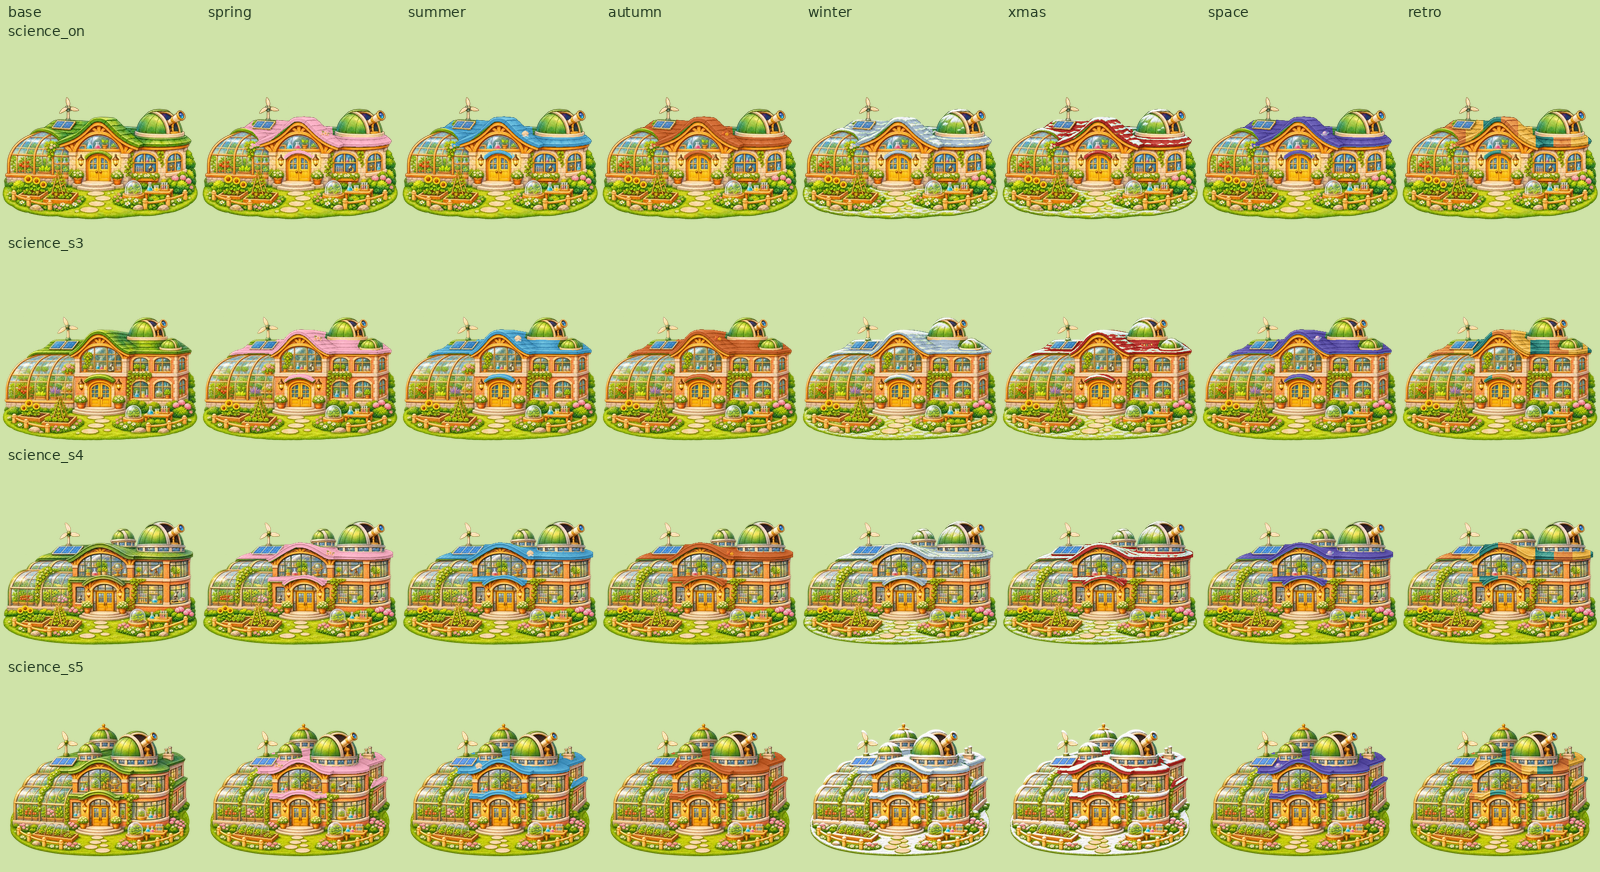 base spring summer autumn winter xmas space retro
science_on
science_s3
science_s4
science_s5